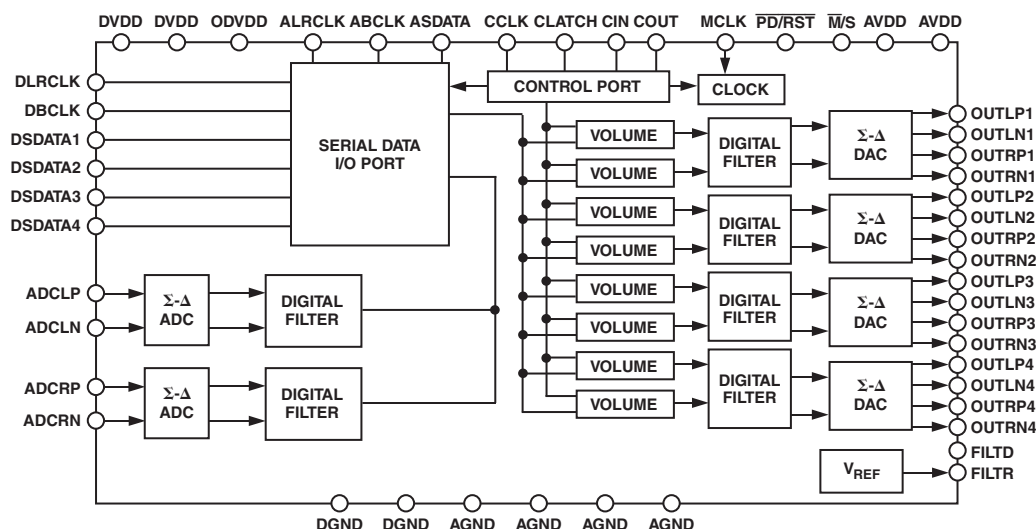 DVDD DVDD ODVDD ALRCLK ABCLK ASDATA CCLK CLATCH CIN COUT MCLK PD/RST M/S AVDD AVDD
DLRCLK
DBCLK
DSDATA1
DSDATA2
DSDATA3
DSDATA4
SERIAL DATA
I/O PORT
CONTROL PORT
CLOCK
VOLUME
VOLUME
VOLUME
VOLUME
VOLUME
VOLUME
VOLUME
VOLUME
DIGITAL
FILTER
DIGITAL
FILTER
DIGITAL
FILTER
DIGITAL
FILTER
Σ-Δ
DAC
Σ-Δ
DAC
Σ-Δ
DAC
Σ-Δ
DAC
OUTLP1
OUTLN1
OUTRP1
OUTRN1
OUTLP2
OUTLN2
OUTRP2
OUTRN2
OUTLP3
OUTLN3
OUTRP3
OUTRN3
OUTLP4
OUTLN4
OUTRP4
OUTRN4
FILTD
FILTR
VREF
ADCLP
ADCLN
Σ-Δ
ADC
DIGITAL
FILTER
ADCRP
ADCRN
Σ-Δ
ADC
DIGITAL
FILTER
DGND DGND AGND AGND AGND AGND